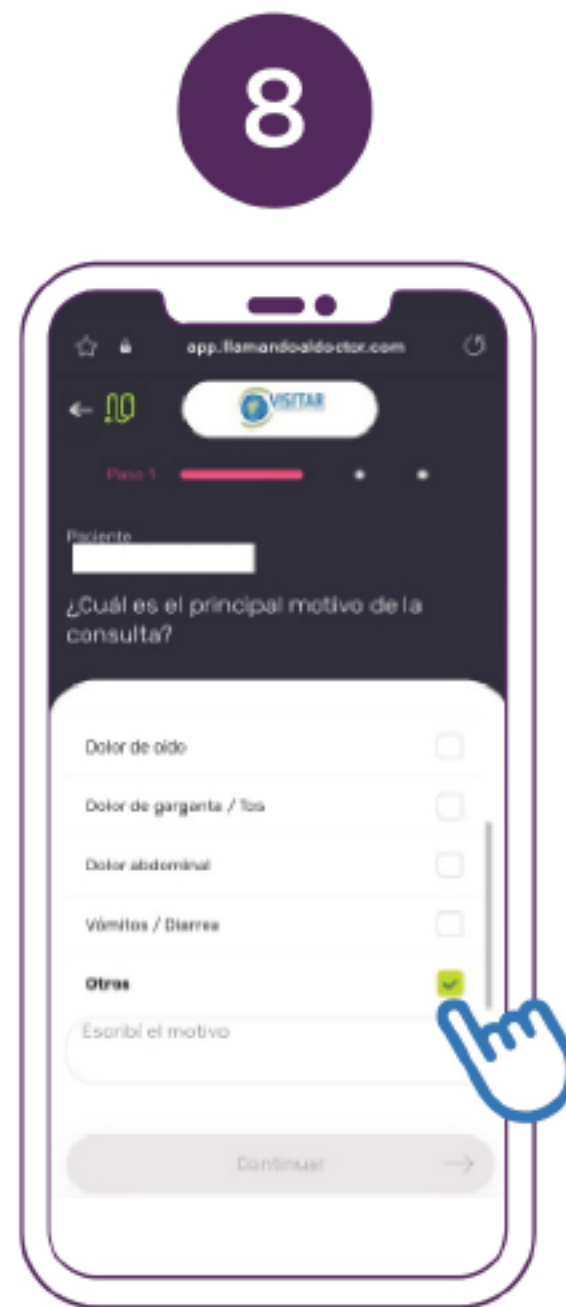 8
app.llamandoaldoctor.com
VISITAR
Paso 1
Paciente
¿Cuál es el principal motivo de la
consulta?
Dolor de oído
Dolor de garganta / Tos
Dolor abdominal
Vómitos / Diarrea
Otros
Escribí el motivo
Continuar